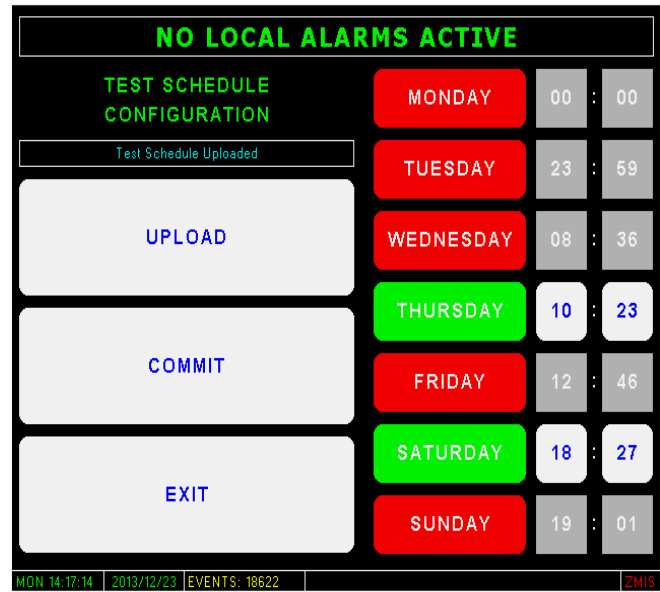 NO LOCAL ALARMS ACTIVE
TEST SCHEDULE
CONFIGURATION
Test Schedule Uploaded
UPLOAD
COMMIT
EXIT
MONDAY 00 : 00
TUESDAY 23 : 59
WEDNESDAY 08 : 36
THURSDAY 10 : 23
FRIDAY 12 : 46
SATURDAY 18 : 27
SUNDAY 19 : 01
MON 14:17:14 2013/12/23 EVENTS: 18622 ZMIS